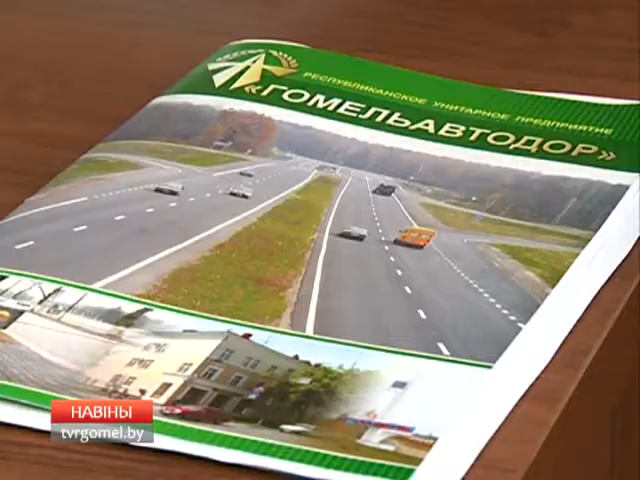 РЕСПУБЛИКАНСКОЕ УНИТАРНОЕ ПРЕДПРИЯТИЕ
«ГОМЕЛЬАВТОДОР»
НАВІНЫ
tvrgomel.by